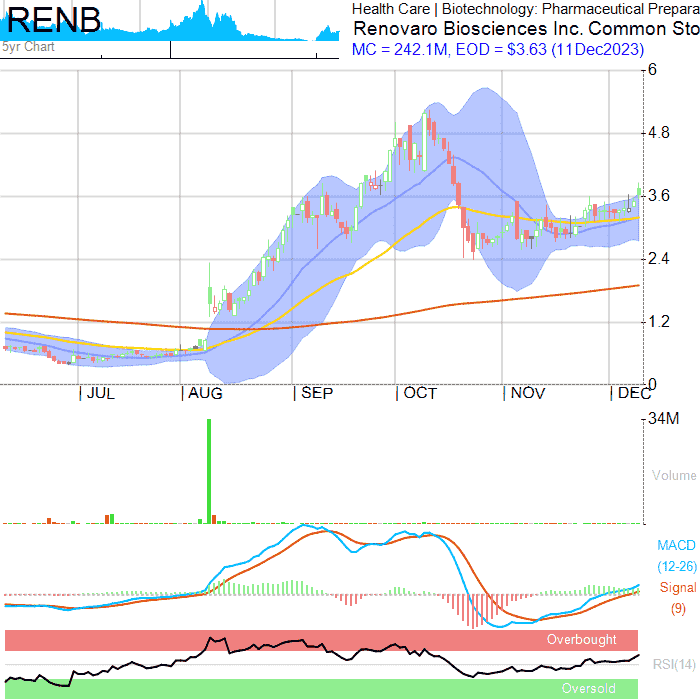 RENB
5yr Chart
Health Care | Biotechnology: Pharmaceutical Prepara
Renovaro Biosciences Inc. Common Sto
MC = 242.1M, EOD = $3.63 (11Dec2023)
6
4.8
3.6
2.4
1.2
0
JUL AUG SEP OCT NOV DEC
34M
Volume
MACD
(12-26)
Signal
(9)
Overbought
RSI(14)
Oversold